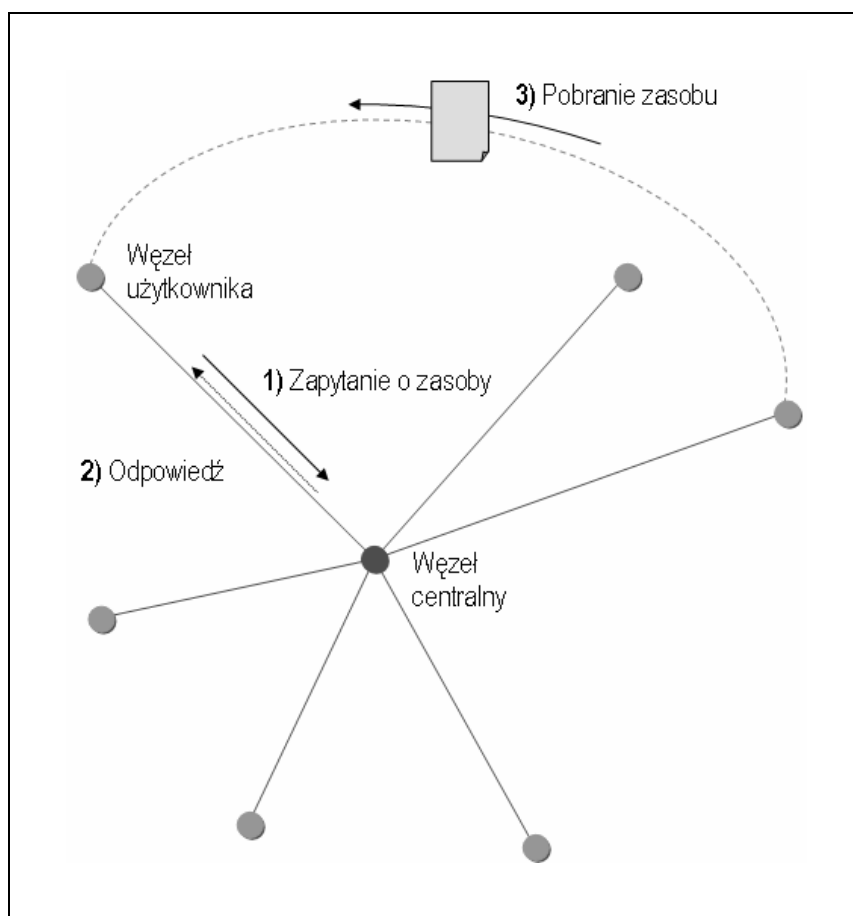 3) Pobranie zasobu
Węzeł
użytkownika
1) Zapytanie o zasoby
2) Odpowiedź
Węzeł
centralny